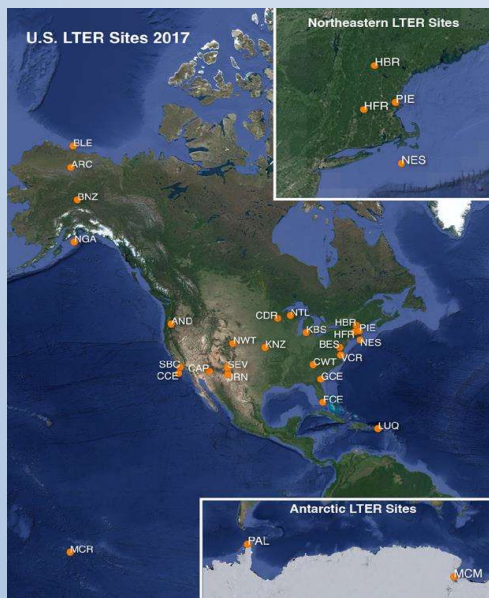 U.S. LTER Sites 2017
Northeastern LTER Sites
HBR
PIE
HFR
NES
BLE
ARC
BNZ
NGA
AND
CDR
NTL
KBS
HBR
PIE
HFR
NES
BES
VCR
NWT
KNZ
SBC
CCE
CAP
SEV
JRN
CWT
GCE
FCE
LUQ
MCR
Antarctic LTER Sites
PAL
MCM